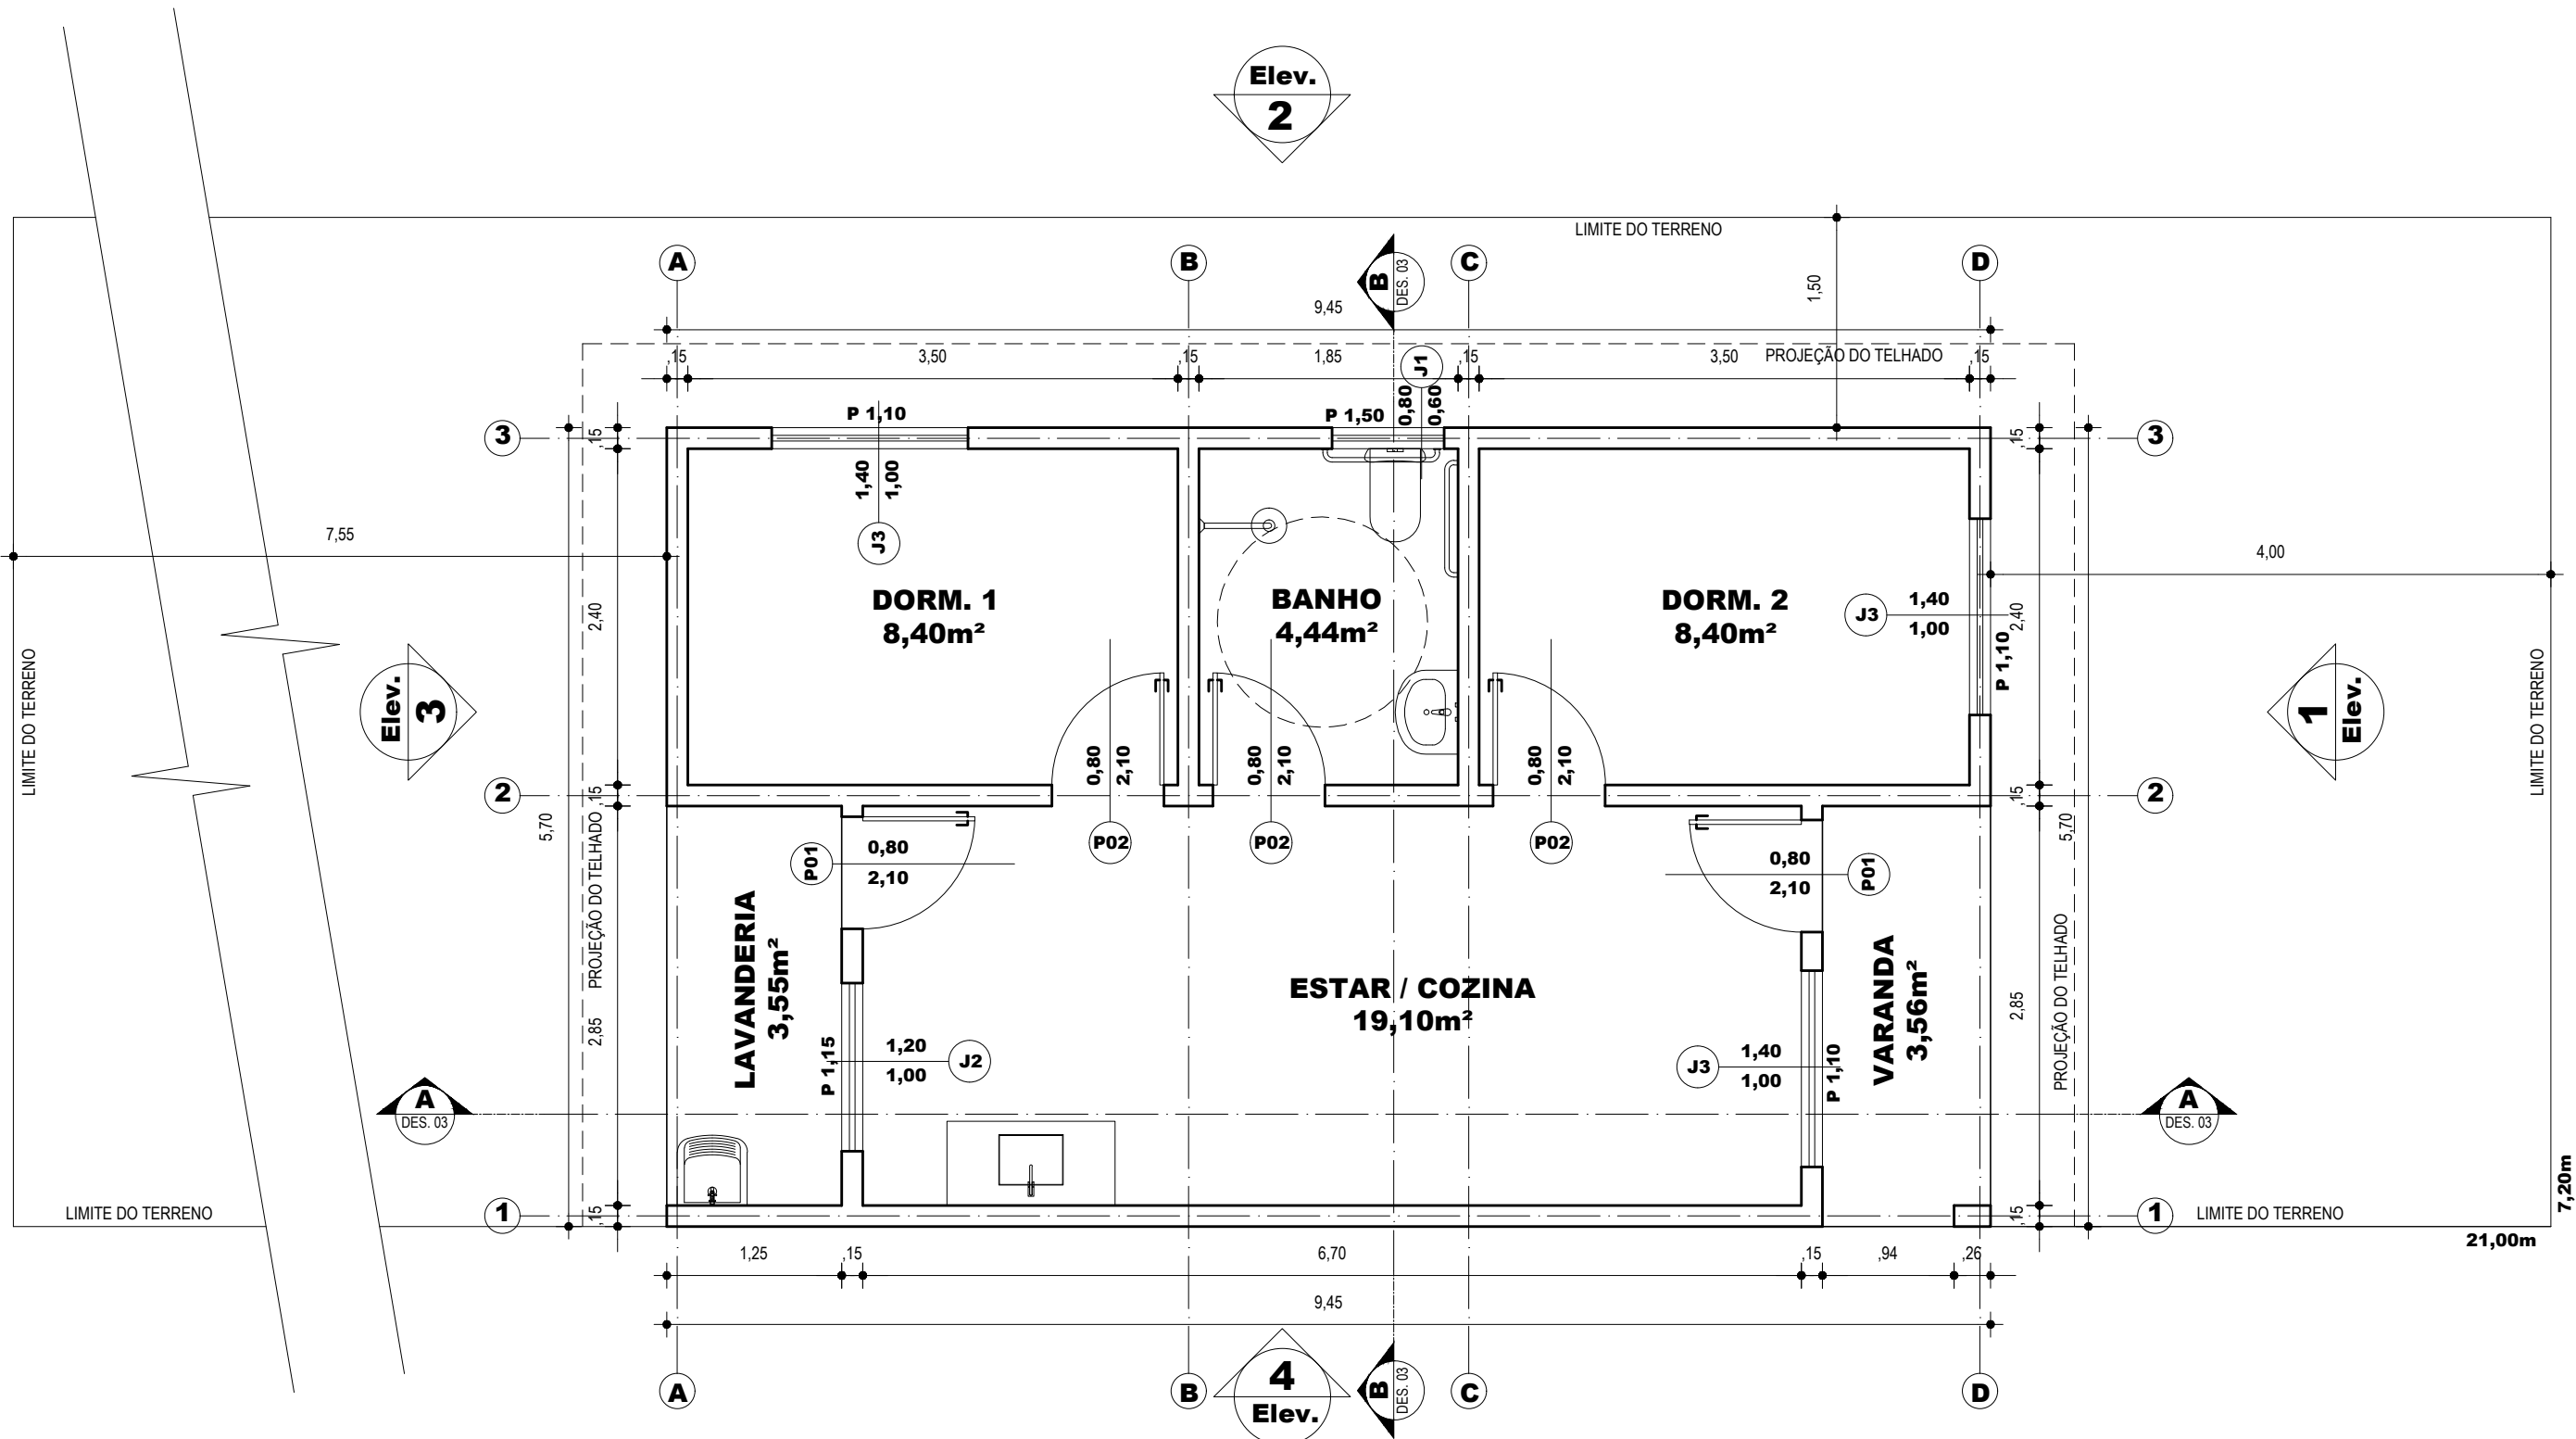 Elev.
2
LIMITE DO TERRENO
A
B
B
DES. 03
C
D
1,50
9,45
,15
3,50
,15
1,85
,15
3,50
PROJEÇÃO DO TELHADO
,15
J1
0,80
0,60
P 1,10
P 1,50
3
,15
,15
3
1,40
1,00
J3
7,55
4,00
DORM. 1
8,40m²
BANHO
4,44m²
DORM. 2
8,40m²
J3
1,40
1,00
P 1,10
2,40
2,40
LIMITE DO TERRENO
Elev.
3
1
Elev.
LIMITE DO TERRENO
0,80
2,10
0,80
2,10
0,80
2,10
2
,15
,15
2
5,70
5,70
P02
P02
P02
P01
0,80
2,10
0,80
2,10
P01
PROJEÇÃO DO TELHADO
LAVANDERIA
3,55m²
ESTAR / COZINA
19,10m²
VARANDA
3,56m²
PROJEÇÃO DO TELHADO
2,85
2,85
P 1,15
1,20
1,00
J2
J3
1,40
1,00
P 1,10
A
DES. 03
A
DES. 03
7,20m
LIMITE DO TERRENO
1
,15
,15
1
LIMITE DO TERRENO
21,00m
1,25
,15
6,70
,15
,94
,26
9,45
A
B
4
Elev.
B
DES. 03
C
D